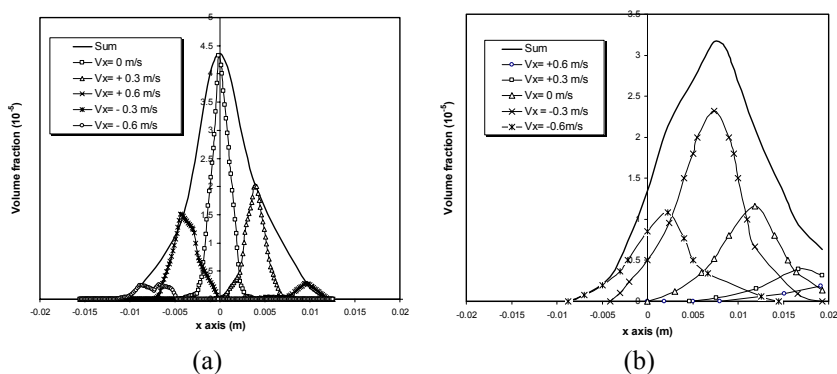 5
4.5
4
3.5
3
2.5
2
1.5
1
.5
0
-0.02 -0.015 -0.01 -0.005 0 0.005 0.01 0.015 0.02
x axis (m)
Volume fraction (10⁻⁵)
Sum
Vx= 0 m/s
Vx= + 0.3 m/s
Vx= + 0.6 m/s
Vx= - 0.3 m/s
Vx= - 0.6 m/s
(a)
3.5
3
2.5
2
1.5
1
0
-0.02 -0.015 -0.01 -0.005 0 0.005 0.01 0.015 0.02
x axis (m)
Volume fraction (10⁻⁵)
Sum
Vx= +0.6 m/s
Vx= +0.3 m/s
Vx= 0 m/s
Vx = -0.3 m/s
Vx= -0.6m/s
(b)